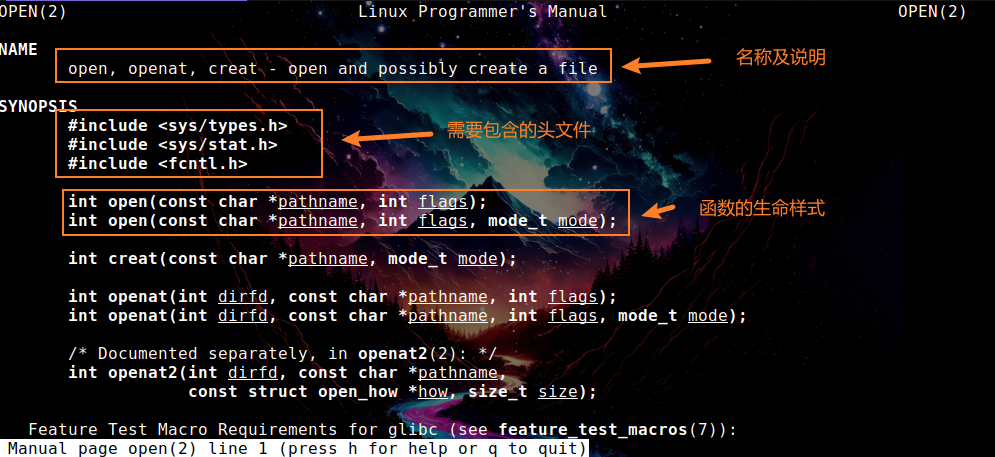 OPEN(2) Linux Programmer's Manual OPEN(2)
NAME
open, openat, creat - open and possibly create a file
名称及说明
SYNOPSIS
#include <sys/types.h>
#include <sys/stat.h>
#include <fcntl.h>
需要包含的头文件
int open(const char *pathname, int flags);
int open(const char *pathname, int flags, mode_t mode);
函数的生命样式
int creat(const char *pathname, mode_t mode);
int openat(int dirfd, const char *pathname, int flags);
int openat(int dirfd, const char *pathname, int flags, mode_t mode);
/* Documented separately, in openat2(2): */
int openat2(int dirfd, const char *pathname,
const struct open_how *how, size_t size);
Feature Test Macro Requirements for glibc (see feature_test_macros(7)):
Manual page open(2) line 1 (press h for help or q to quit)